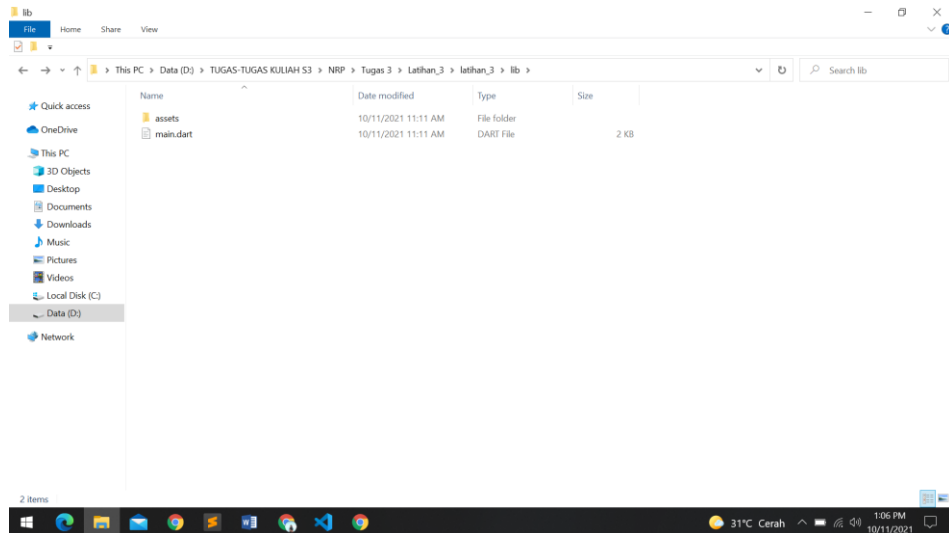 lib
File Home Share View
This PC > Data (D:) > TUGAS-TUGAS KULIAH S3 > NRP > Tugas 3 > Latihan_3 > latihan_3 > lib >
Search lib
Name Date modified Type Size
assets 10/11/2021 11:11 AM File folder
main.dart 10/11/2021 11:11 AM DART File 2 KB
Quick access
OneDrive
This PC
3D Objects
Desktop
Documents
Downloads
Music
Pictures
Videos
Local Disk (C:)
Data (D:)
Network
2 items
31°C Cerah
1:06 PM
10/11/2021